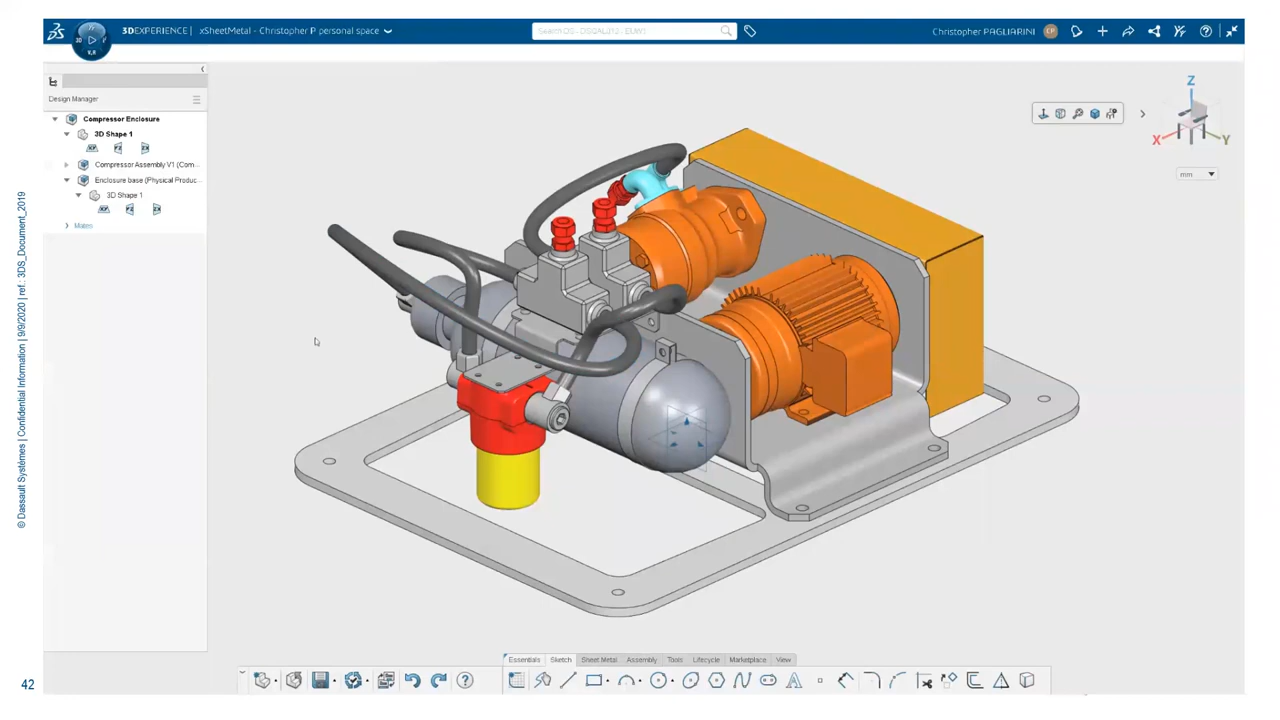 3DEXPERIENCE | xSheetMetal - Christopher P personal space
Christopher PAGLIARINI
CP
3D
V.R
Design Manager
Compressor Enclosure
3D Shape 1
Compressor Assembly V1 (Com...
Enclosure base (Physical Produc...
3D Shape 1
Mates
Z
X
Y
mm
Essentials Sketch Sheet Metal Assembly Tools Lifecycle Marketplace View
© Dassault Systèmes | Confidential Information | 9/9/2020 | ref.: 3DS_Document_2019
42